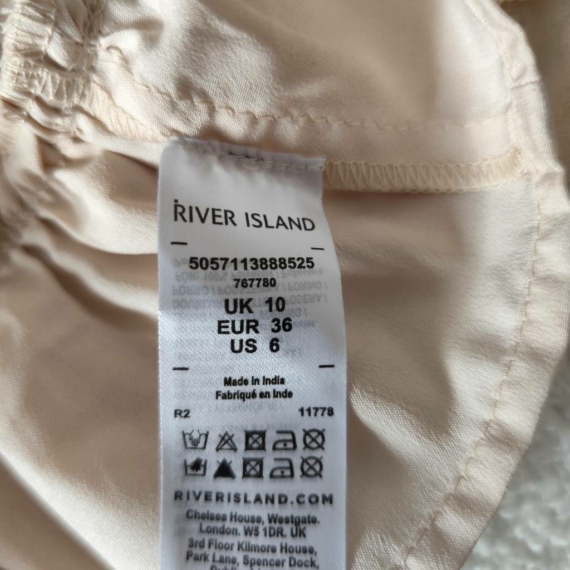 RIVER ISLAND
5057113888525
767780
UK 10
EUR 36
US 6
Made in India
Fabriqué en Inde
R2 11778
RIVERISLAND.COM
Chelsea House, Westgate.
London. W5 1DR. UK
3rd Floor Kilmore House,
Park Lane, Spencer Dock,